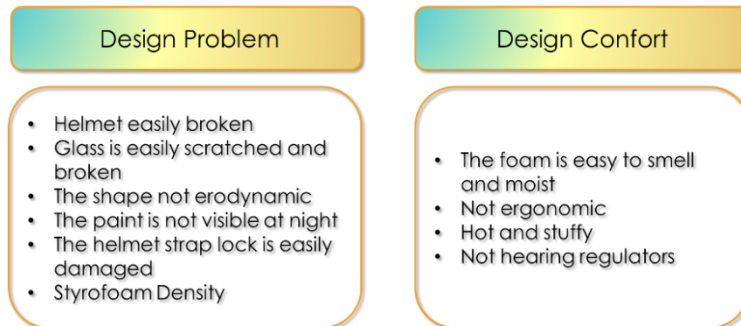 Design Problem
• Helmet easily broken
• Glass is easily scratched and
broken
• The shape not erodynamic
• The paint is not visible at night
• The helmet strap lock is easily
damaged
• Styrofoam Density
Design Confort
• The foam is easy to smell
and moist
• Not ergonomic
• Hot and stuffy
• Not hearing regulators